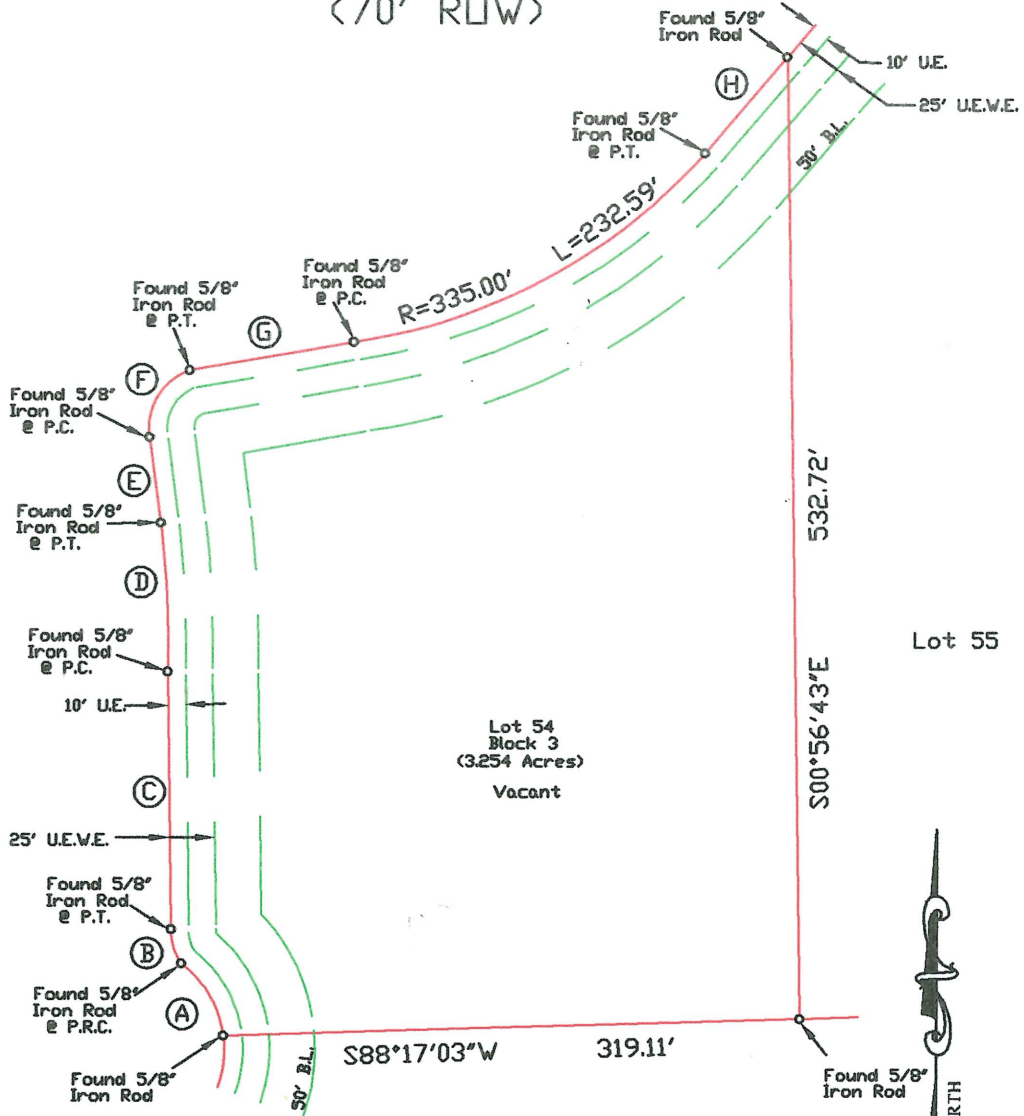 (70' ROW)
Found 5/8"
Iron Rod
10' U.E.
25' U.E.W.E.
H
Found 5/8"
Iron Rod
@ P.T.
50' B.L.
L=232.59'
R=335.00'
Found 5/8"
Iron Rod
@ P.C.
Found 5/8"
Iron Rod
@ P.T.
G
F
Found 5/8"
Iron Rod
@ P.C.
E
Found 5/8"
Iron Rod
@ P.T.
532.72'
D
Found 5/8"
Iron Rod
@ P.C.
Lot 55
S00°56'43"E
10' U.E.
Lot 54
Block 3
(3.254 Acres)
Vacant
C
25' U.E.W.E.
Found 5/8"
Iron Rod
@ P.T.
B
Found 5/8"
Iron Rod
@ P.R.C.
A
S88°17'03"W
319.11'
50' B.L.
Found 5/8"
Iron Rod
Found 5/8"
Iron Rod
RTH